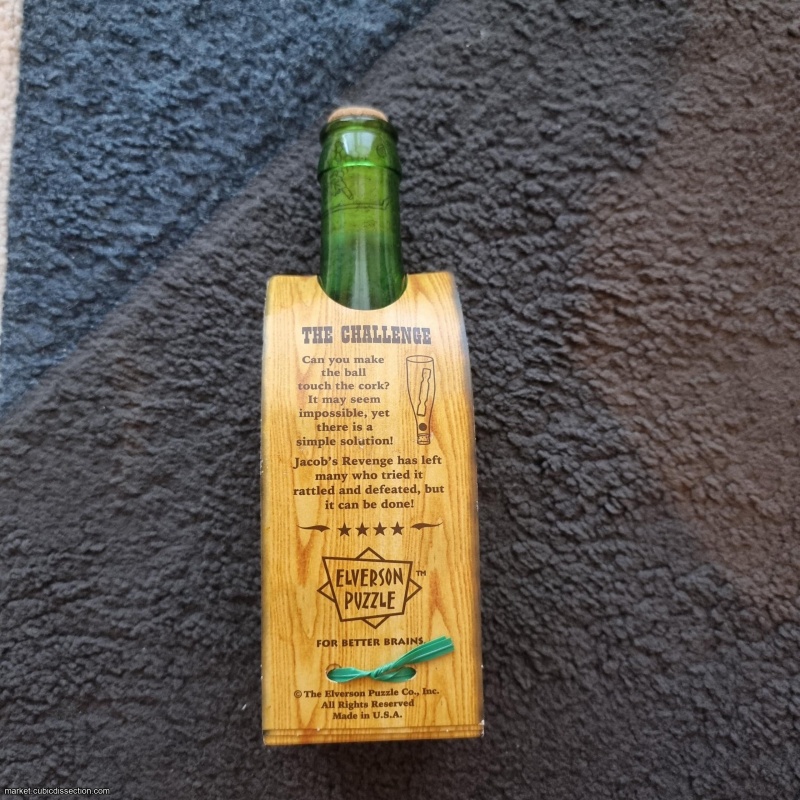 THE CHALLENGE
Can you make
the ball
touch the cork?
It may seem
impossible, yet
there is a
simple solution!
Jacob's Revenge has left
many who tried it
rattled and defeated, but
it can be done!
ELVERSON
PUZZLE™
FOR BETTER BRAINS
© The Elverson Puzzle Co., Inc.
All Rights Reserved
Made in U.S.A.
market.cubicdissection.com